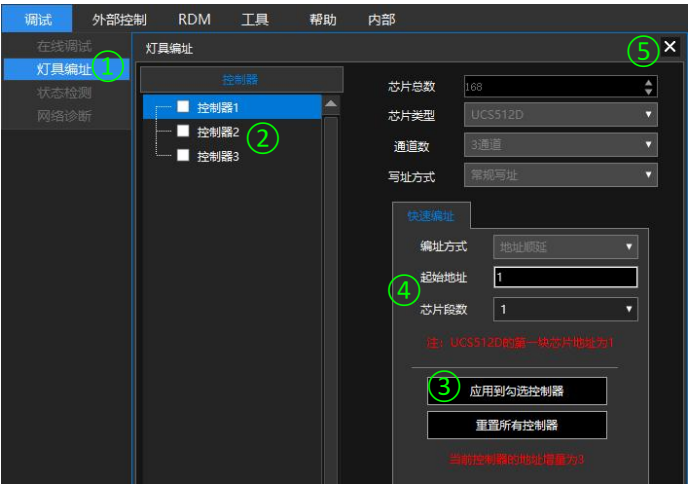 调试 外部控制 RDM 工具 帮助 内部
在线调试
灯具编址 ①
状态检测
网络诊断
灯具编址 ⑤ ×
控制器
控制器1
控制器2 ②
控制器3
芯片总数 168
芯片类型 UCS512D
通道数 3通道
写址方式 常规写址
快速编址
编址方式 地址顺延
起始地址 1
④
芯片段数 1
注：UCS512D的第一块芯片地址为1
③ 应用到勾选控制器
重置所有控制器
当前控制器的地址增量为3